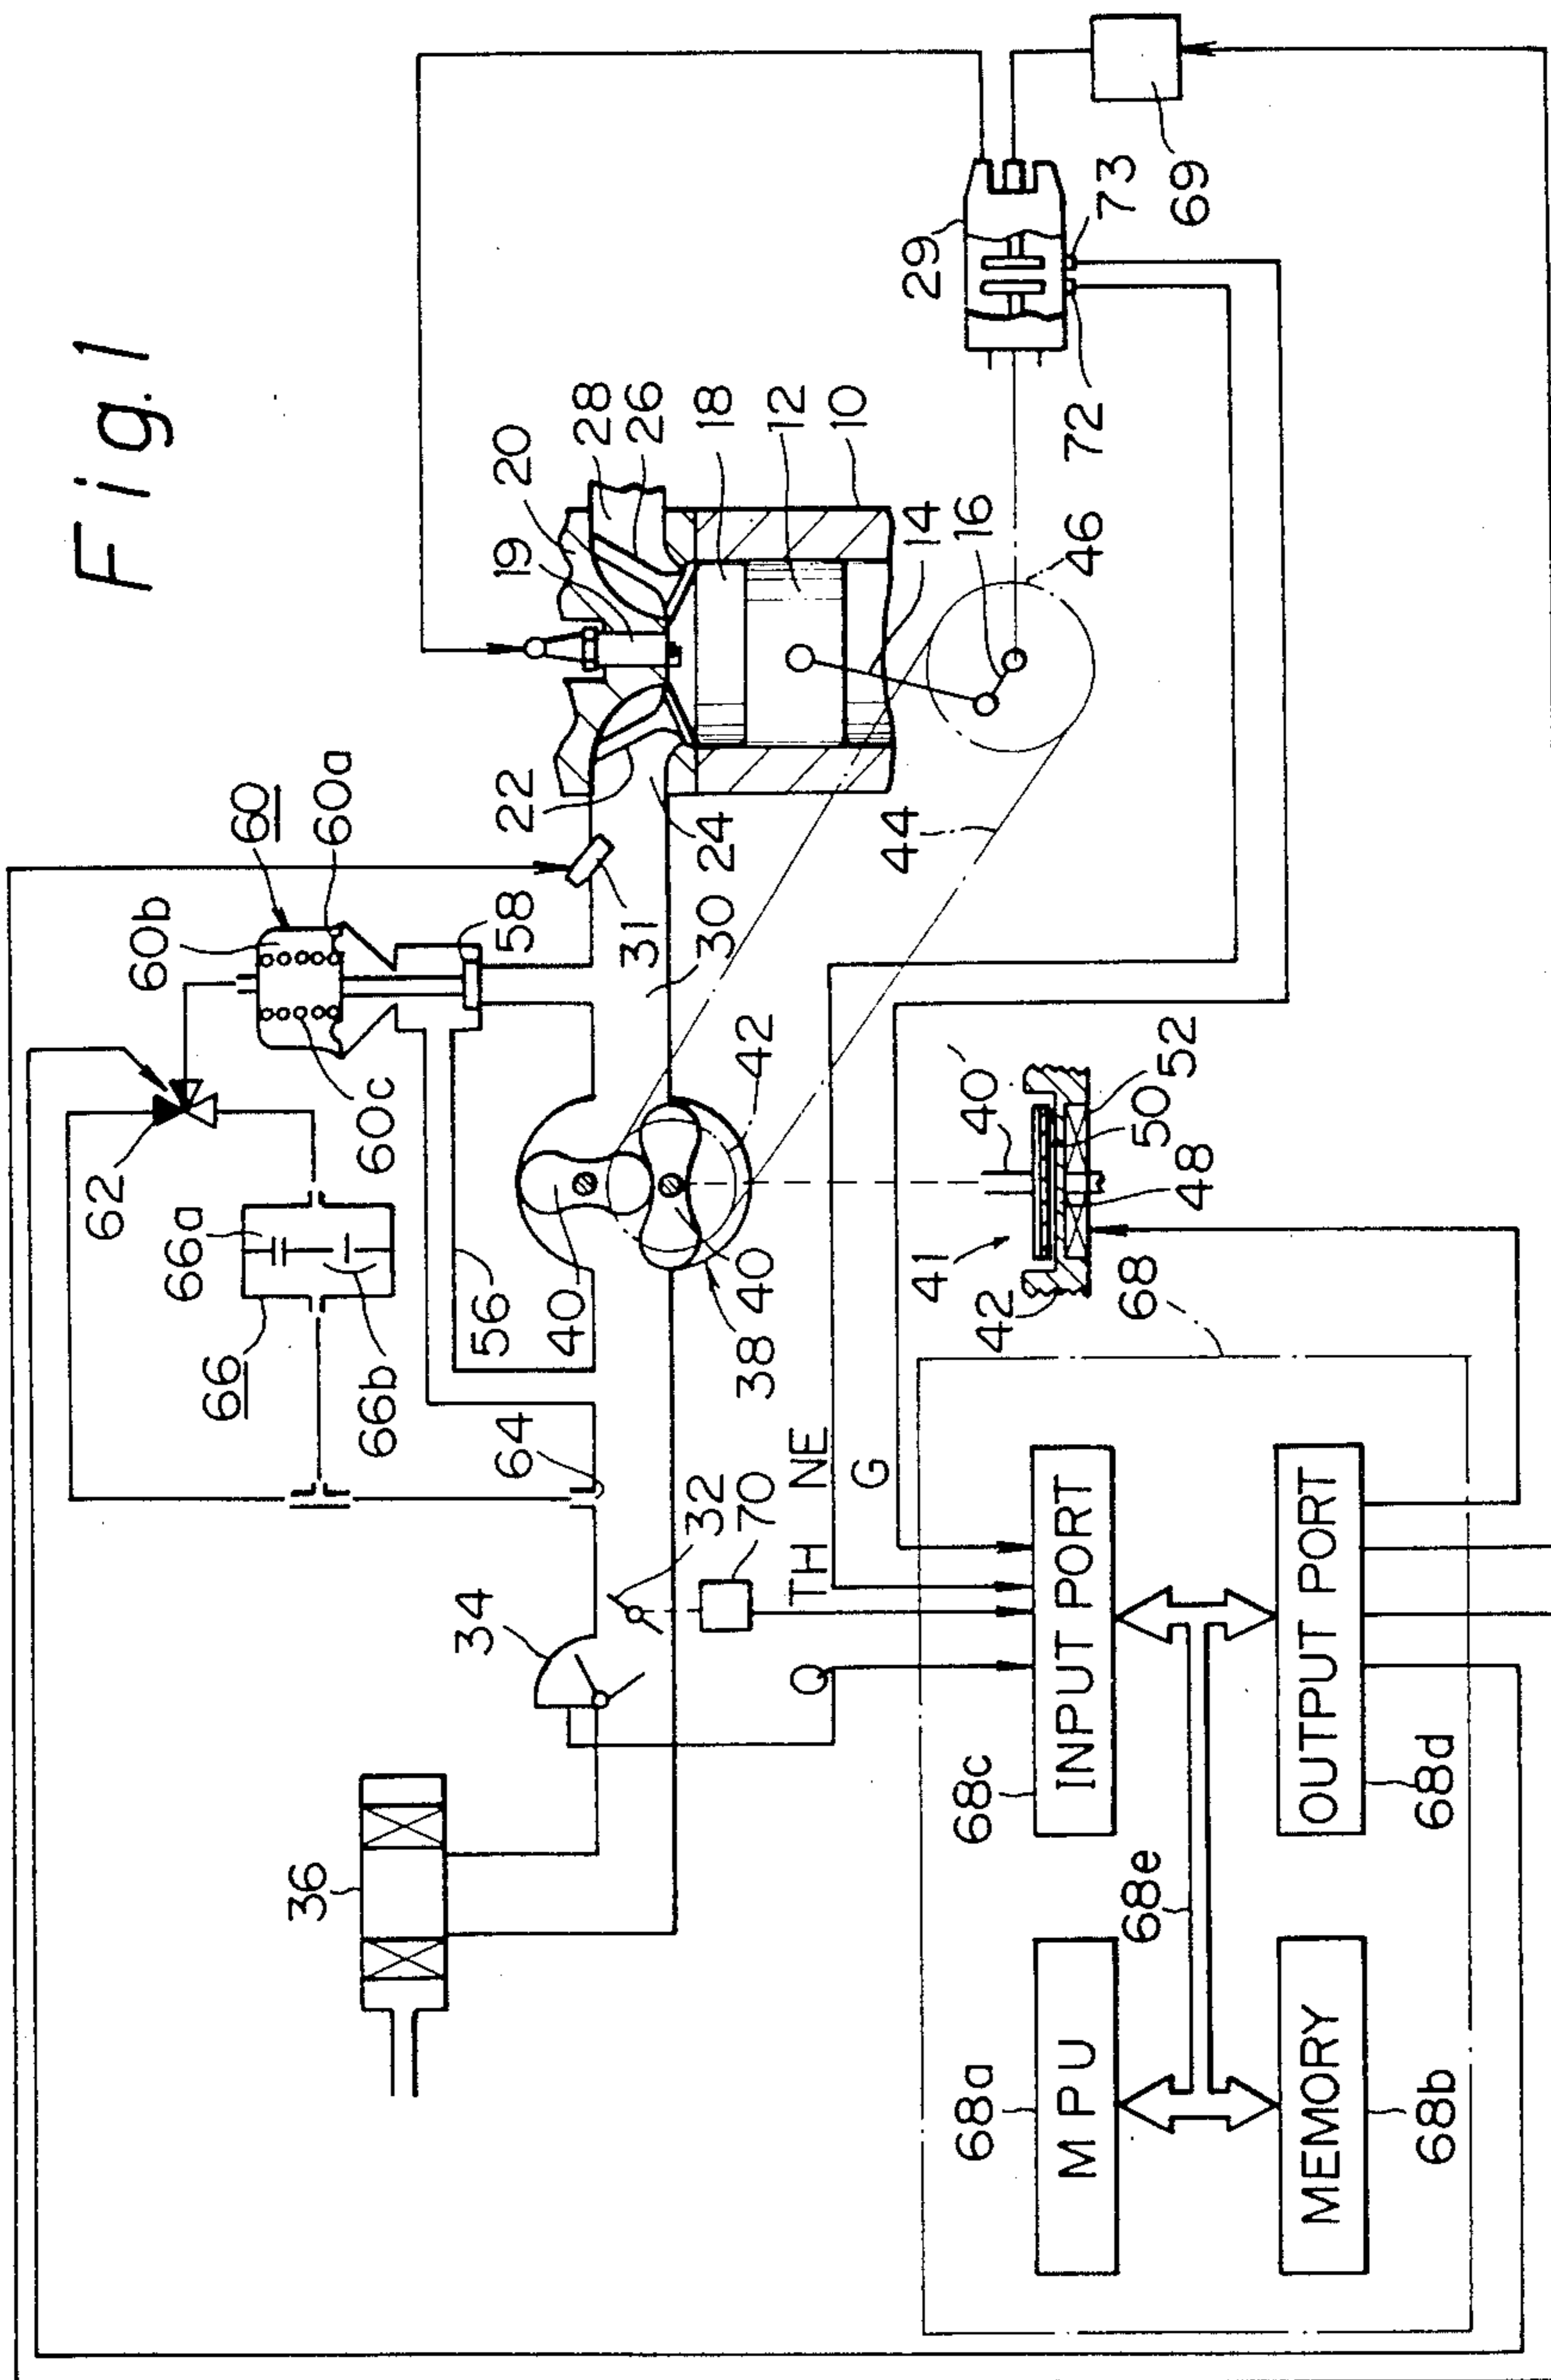 Fig. 1
60
60a
60b
60c
62
66
66a
66b
64
56
58
22
24
31
30
19
20
28
26
18
12
10
14
16
46
44
29
73
72
69
36
34
32
70
38
40
40
42
41
42
40
52
50
48
68
Q
TH
NE
G
68c
INPUT PORT
OUTPUT PORT
68d
68e
68a
MPU
MEMORY
68b